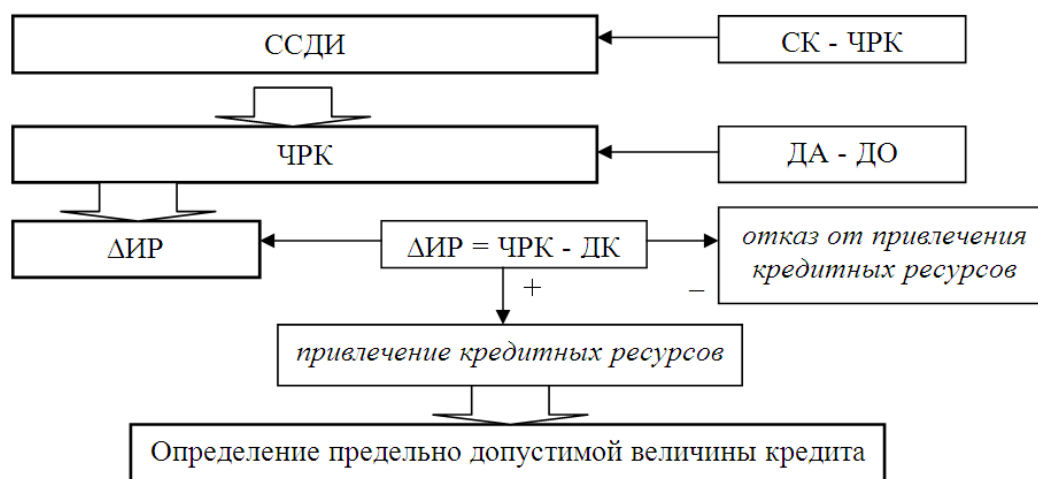 ССДИ
СК - ЧРК
ЧРК
ДА - ДО
ΔИР
ΔИР = ЧРК - ДК
отказ от привлечения
кредитных ресурсов
+
–
привлечение кредитных ресурсов
Определение предельно допустимой величины кредита